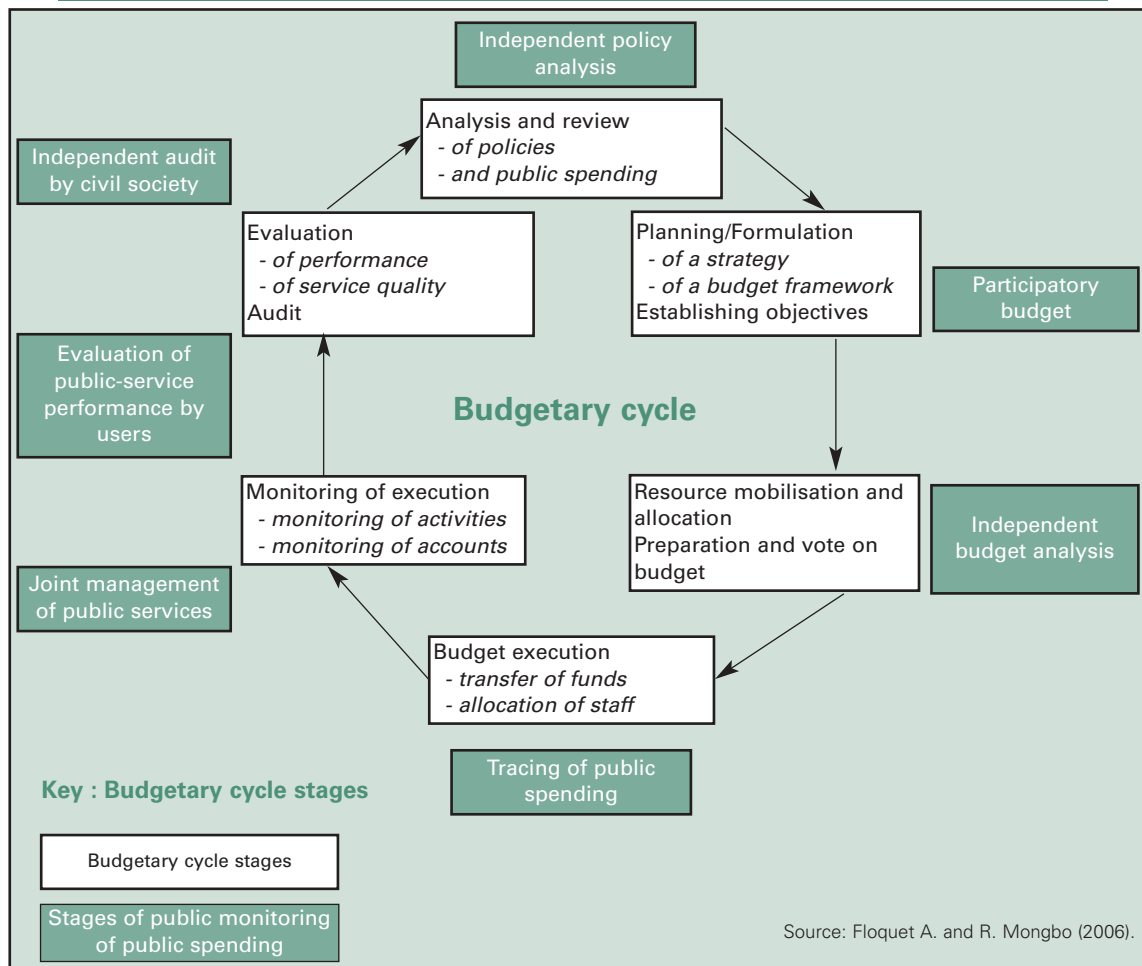 Independent policy
analysis
Analysis and review
- of policies
- and public spending
Independent audit
by civil society
Evaluation
- of performance
- of service quality
Audit
Planning/Formulation
- of a strategy
- of a budget framework
Establishing objectives
Participatory
budget
Evaluation of
public-service
performance by
users
Budgetary cycle
Monitoring of execution
- monitoring of activities
- monitoring of accounts
Resource mobilisation and
allocation
Preparation and vote on
budget
Independent
budget analysis
Joint management
of public services
Budget execution
- transfer of funds
- allocation of staff
Tracing of public
spending
Key : Budgetary cycle stages
Budgetary cycle stages
Stages of public monitoring
of public spending
Source: Floquet A. and R. Mongbo (2006).